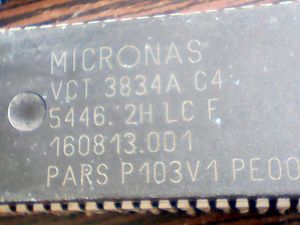 MICRONAS
VCT 3834A C4
5446. 2H LC F
160813.001
PARS P103V1 PE00